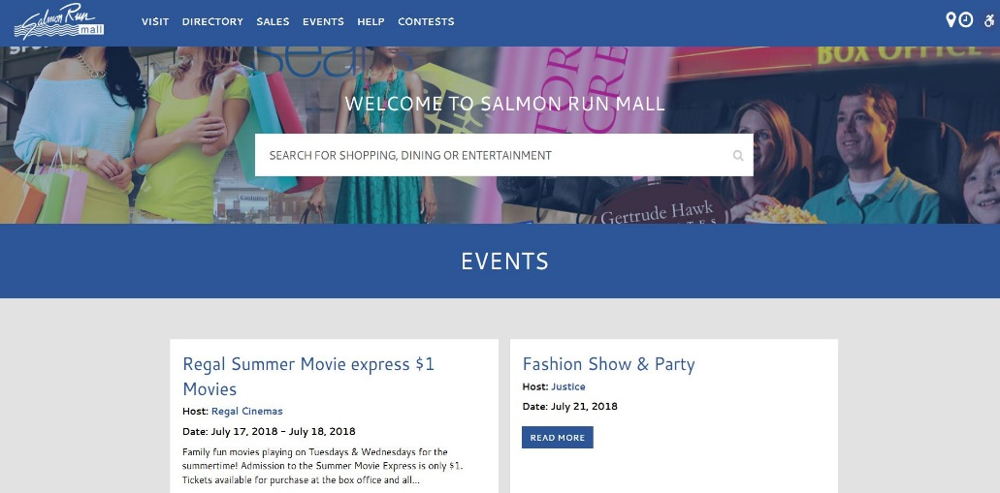 Salmon Run
mall
VISIT DIRECTORY SALES EVENTS HELP CONTESTS
sears
BOX OFFICE
WELCOME TO SALMON RUN MALL
SEARCH FOR SHOPPING, DINING OR ENTERTAINMENT
Gertrude Hawk
EVENTS
Regal Summer Movie express $1
Movies
Host: Regal Cinemas
Date: July 17, 2018 - July 18, 2018
Family fun movies playing on Tuesdays & Wednesdays for the
summertime! Admission to the Summer Movie Express is only $1.
Tickets available for purchase at the box office and all...
Fashion Show & Party
Host: Justice
Date: July 21, 2018
READ MORE